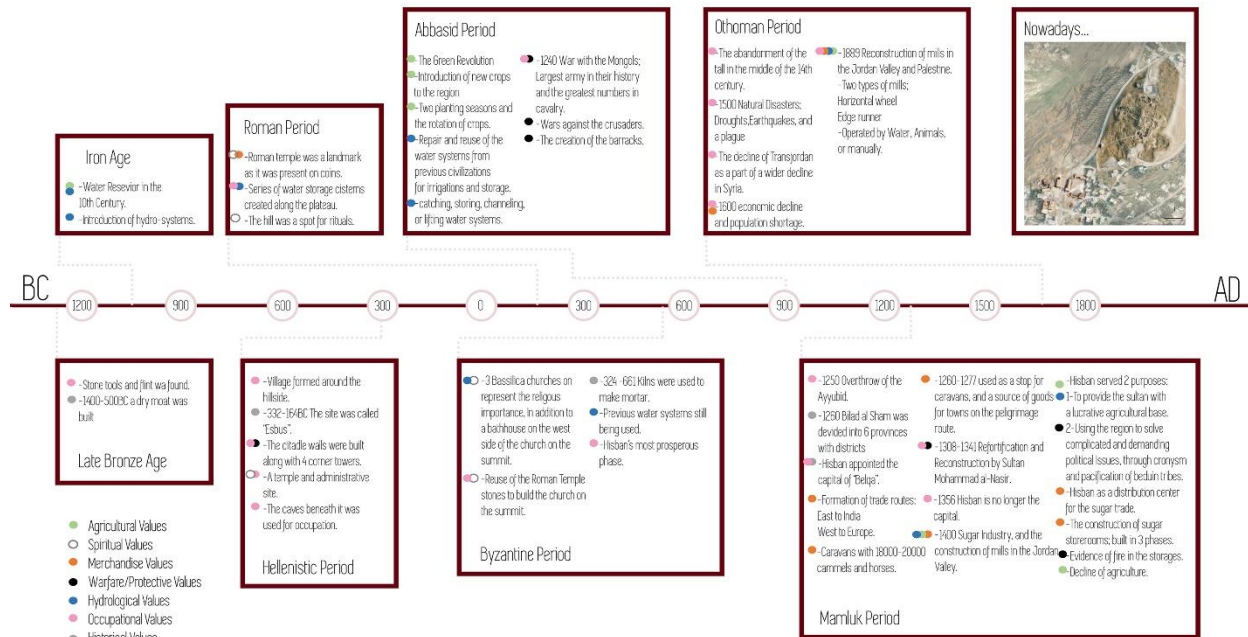 Iron Age
-Water Resevior in the
10th Century.
-Introduction of hydro-systems.
Roman Period
-Roman temple was a landmark
as it was present on coins.
-Series of water storage cisterns
created along the plateau.
-The hill was a spot for rituals.
Abbasid Period
-The Green Revolution
-Introduction of new crops
to the region
-Two planting seasons and
the rotation of crops.
-Repair and reuse of the
water systems from
previous civilizations
for irrigations and storage.
-catching, storing, channeling,
or lifting water systems.
-1240 War with the Mongols;
Largest army in their history
and the greatest numbers in
cavalry.
-Wars against the crusaders.
-The creation of the barracks.
Othoman Period
-The abandonment of the
tall in the middle of the 14th
century.
-1500 Natural Disasters;
Droughts,Earthquakes, and
a plague
-The decline of Transjordan
as a part of a wider decline
in Syria.
-1600 economic decline
and population shortage.
-1889 Reconstruction of mills in
the Jordan Valley and Palestine.
-Two types of mills;
Horizontal wheel
Edge runner
-Operated by Water, Animals,
or manually.
Nowadays...
BC
1200
900
600
300
0
300
600
900
1200
1500
1800
AD
-Stone tools and flint wa found.
-1400-500BC a dry moat was
built
Late Bronze Age
-Village formed around the
hillside.
-332-164BC The site was called
"Esbus".
-The citadle walls were built
along with 4 corner towers.
-A temple and administrative
site.
-The caves beneath it was
used for occupation.
Hellenistic Period
-3 Bassilica churches on
represent the religous
importance, in addition to
a bathhouse on the west
side of the church on the
summit.
-Reuse of the Roman Temple
stones to build the church on
the summit.
-324 -661 Kilns were used to
make mortar.
-Previous water systems still
being used.
-Hisban's most prosperous
phase.
Byzantine Period
-1250 Overthrow of the
Ayyubid.
-1260 Bilad al Sham was
devided into 6 provinces
with districts
-Hisban appointed the
capital of "Belqa".
-Formation of trade routes:
East to India
West to Europe.
-Caravans with 18000-20000
cammels and horses.
-1260-1277 used as a stop for
caravans, and a source of goods
for towns on the peligrimage
route.
-1308-1341 Refortification and
Reconstruction by Sultan
Mohammad al-Nasir.
-1356 Hisban is no longer the
capital.
-1400 Sugar Industry, and the
construction of mills in the Jordan
Valey.
-Hisban served 2 purposes:
1-To provide the sultan with
a lucrative agricultural base.
2-Using the region to solve
complicated and demanding
political issues, through cronysm
and pacification of beduin tribes.
-Hisban as a distribution center
for the sugar trade.
-The construction of sugar
storerooms; built in 3 phases.
-Evidence of fire in the storages.
-Decline of agriculture.
Mamluk Period
Agricultural Values
Spiritual Values
Merchandise Values
Warfare/Protective Values
Hydrological Values
Occupational Values
Historical Values